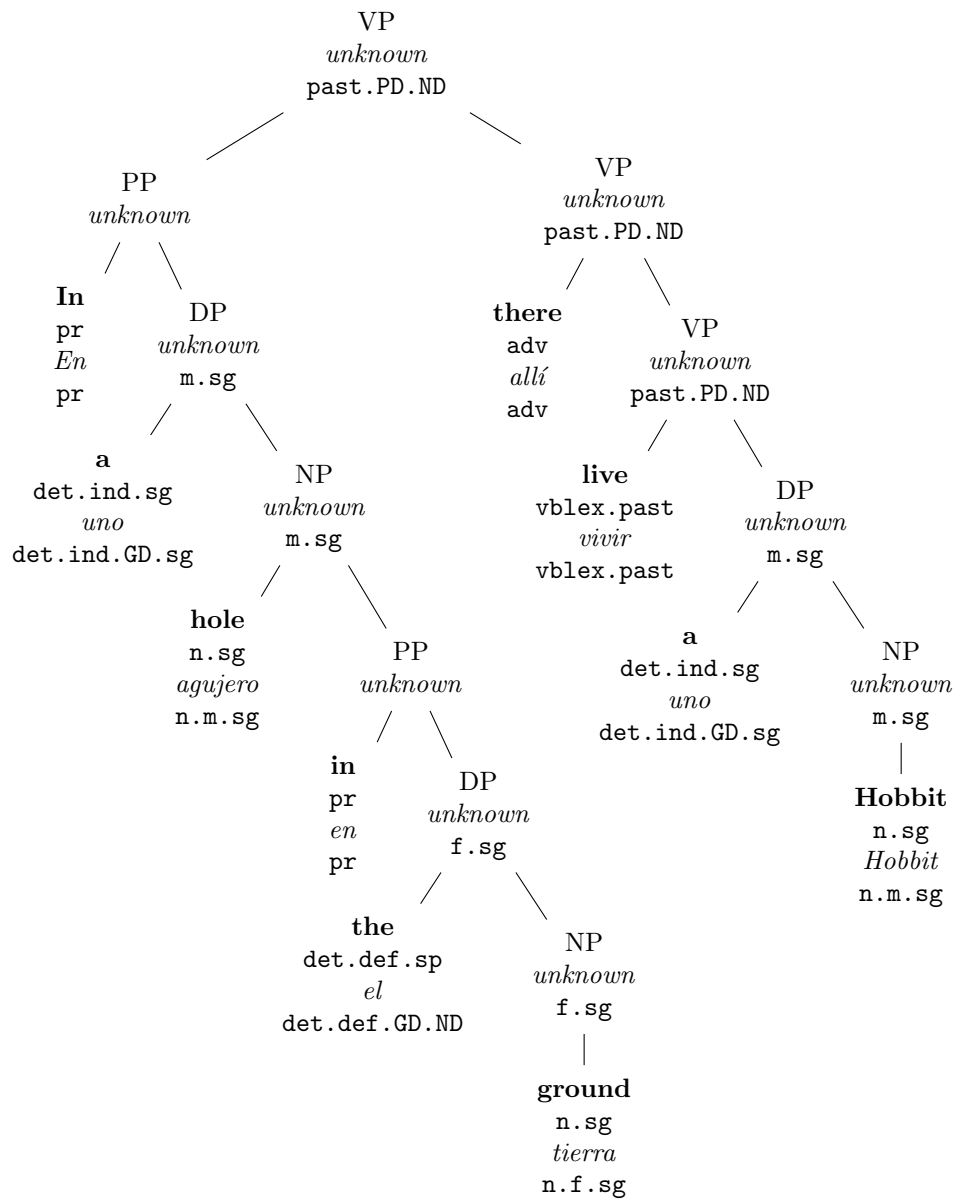 VP
unknown
past.PD.ND
PP
unknown
VP
unknown
past.PD.ND
In
pr
En
pr
DP
unknown
m.sg
there
adv
allí
adv
VP
unknown
past.PD.ND
a
det.ind.sg
uno
det.ind.GD.sg
NP
unknown
m.sg
live
vblex.past
vivir
vblex.past
DP
unknown
m.sg
hole
n.sg
agujero
n.m.sg
PP
unknown
a
det.ind.sg
uno
det.ind.GD.sg
NP
unknown
m.sg
in
pr
en
pr
DP
unknown
f.sg
Hobbit
n.sg
Hobbit
n.m.sg
the
det.def.sp
el
det.def.GD.ND
NP
unknown
f.sg
ground
n.sg
tierra
n.f.sg